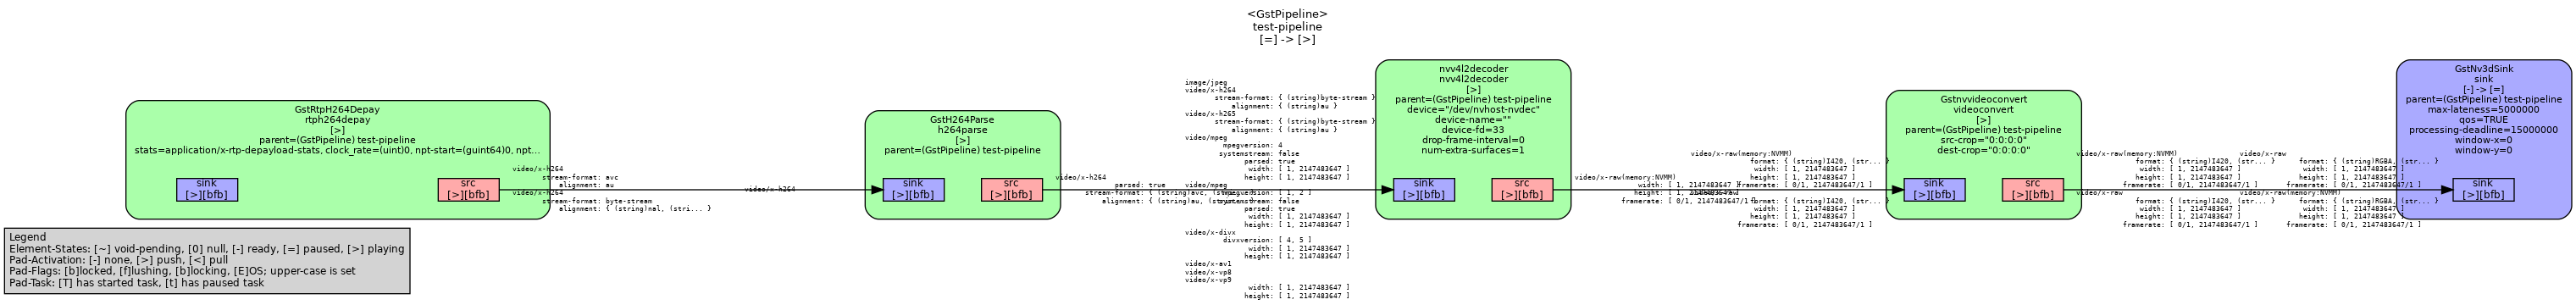 <GstPipeline>
test-pipeline
[=] -> [>]
GstRtpH264Depay
rtph264depay
[>]
parent=(GstPipeline) test-pipeline
stats=application/x-rtp-depayload-stats, clock_rate=(uint)0, npt-start=(guint64)0, npt...
sink
[>][bfb]
src
[>][bfb]
video/x-h264
stream-format: avc
alignment: au
video/x-h264
stream-format: byte-stream
alignment: { (string)nal, (stri... }
video/x-h264
GstH264Parse
h264parse
[>]
parent=(GstPipeline) test-pipeline
sink
[>][bfb]
src
[>][bfb]
video/x-h264
parsed: true
stream-format: { (string)avc, (string...
alignment: { (string)au, (string...
image/jpeg
video/x-h264
stream-format: { (string)byte-stream }
alignment: { (string)au }
video/x-h265
stream-format: { (string)byte-stream }
alignment: { (string)au }
video/mpeg
mpegversion: 4
systemstream: false
parsed: true
width: [ 1, 2147483647 ]
height: [ 1, 2147483647 ]
video/mpeg
mpegversion: [ 1, 2 ]
systemstream: false
parsed: true
width: [ 1, 2147483647 ]
height: [ 1, 2147483647 ]
video/x-divx
divxversion: [ 4, 5 ]
width: [ 1, 2147483647 ]
height: [ 1, 2147483647 ]
video/x-av1
video/x-vp8
video/x-vp9
width: [ 1, 2147483647 ]
height: [ 1, 2147483647 ]
nvv4l2decoder
nvv4l2decoder
[>]
parent=(GstPipeline) test-pipeline
device="/dev/nvhost-nvdec"
device-name=""
device-fd=33
drop-frame-interval=0
num-extra-surfaces=1
sink
[>][bfb]
src
[>][bfb]
video/x-raw(memory:NVMM)
width: [ 1, 2147483647 ]
height: [ 1, 2147483647 ]
framerate: [ 0/1, 2147483647/1 ]
video/x-raw(memory:NVMM)
format: { (string)I420, (str... }
width: [ 1, 2147483647 ]
height: [ 1, 2147483647 ]
framerate: [ 0/1, 2147483647/1 ]
video/x-raw
format: { (string)I420, (str... }
width: [ 1, 2147483647 ]
height: [ 1, 2147483647 ]
framerate: [ 0/1, 2147483647/1 ]
Gstnvvideoconvert
videoconvert
[>]
parent=(GstPipeline) test-pipeline
src-crop="0:0:0:0"
dest-crop="0:0:0:0"
sink
[>][bfb]
src
[>][bfb]
video/x-raw(memory:NVMM)
format: { (string)I420, (str... }
width: [ 1, 2147483647 ]
height: [ 1, 2147483647 ]
framerate: [ 0/1, 2147483647/1 ]
video/x-raw
format: { (string)I420, (str... }
width: [ 1, 2147483647 ]
height: [ 1, 2147483647 ]
framerate: [ 0/1, 2147483647/1 ]
video/x-raw
format: { (string)RGBA, (str... }
width: [ 1, 2147483647 ]
height: [ 1, 2147483647 ]
framerate: [ 0/1, 2147483647/1 ]
video/x-raw(memory:NVMM)
format: { (string)RGBA, (str... }
width: [ 1, 2147483647 ]
height: [ 1, 2147483647 ]
framerate: [ 0/1, 2147483647/1 ]
GstNv3dSink
sink
[-] -> [=]
parent=(GstPipeline) test-pipeline
max-lateness=5000000
qos=TRUE
processing-deadline=15000000
window-x=0
window-y=0
sink
[>][bfb]
Legend
Element-States: [~] void-pending, [0] null, [-] ready, [=] paused, [>] playing
Pad-Activation: [-] none, [>] push, [<] pull
Pad-Flags: [b]locked, [f]lushing, [b]locking, [E]OS; upper-case is set
Pad-Task: [T] has started task, [t] has paused task